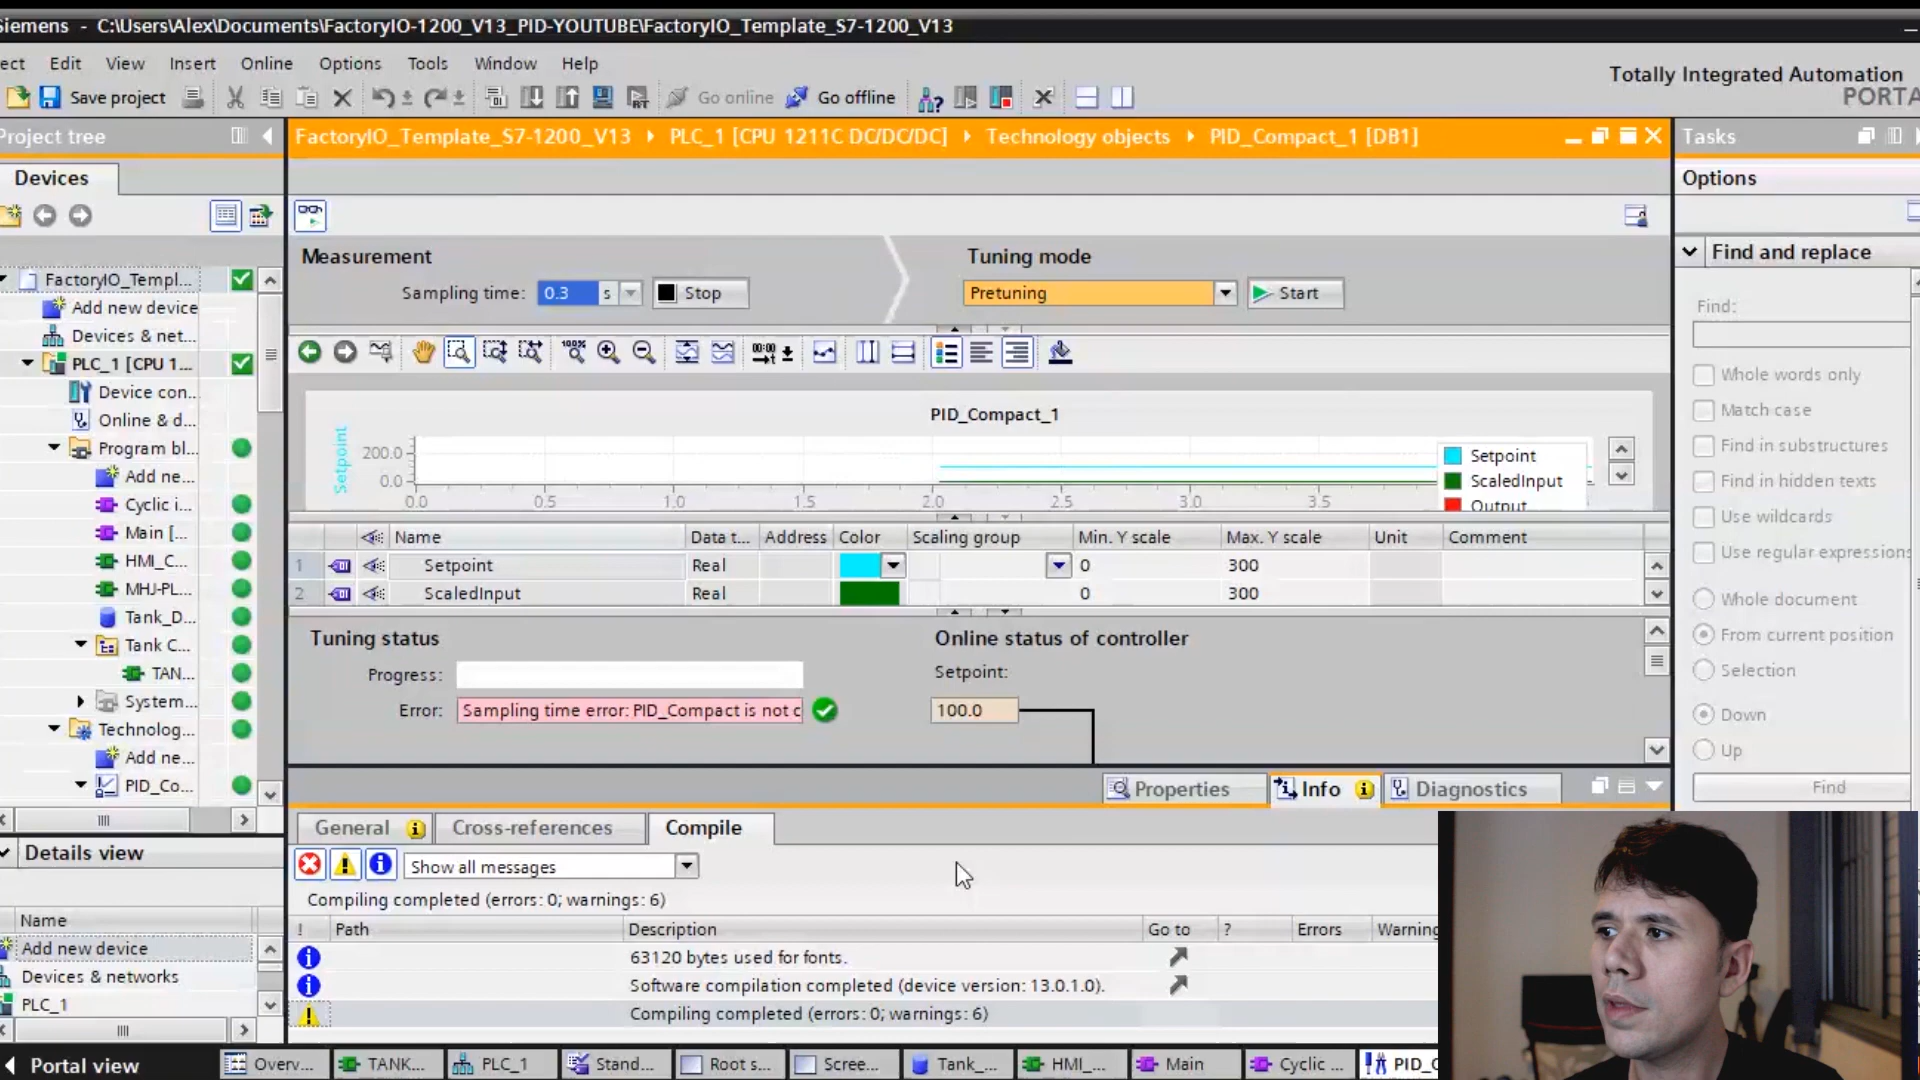 Siemens - C:\Users\Alex\Documents\FactoryIO-1200_V13_PID-YOUTUBE\FactoryIO_Template_S7-1200_V13
ect Edit View Insert Online Options Tools Window Help
Totally Integrated Automation
PORTA
Save project
Go online
Go offline
Project tree
FactoryIO_Template_S7-1200_V13 PLC_1 [CPU 1211C DC/DC/DC] Technology objects PID_Compact_1 [DB1]
Tasks
Devices
Options
Measurement
Tuning mode
Find and replace
Sampling time: 0.3 s Stop
Pretuning Start
FactoryIO_Templ...
Add new device
Devices & net...
PLC_1 [CPU 1...
Device con...
Online & d...
Program bl...
Add ne...
Cyclic i...
Main [...
HMI_C...
MHJ-PL...
Tank_D...
Tank C...
TAN...
System...
Technolog...
Add ne...
PID_Co...
Find:
Whole words only
Match case
Find in substructures
Find in hidden texts
Use wildcards
Use regular expressions
Whole document
From current position
Selection
Down
Up
Find
100%
00:00
PID_Compact_1
Setpoint
200.0
0.0
0.0 0.5 1.0 1.5 2.0 2.5 3.0 3.5
Setpoint
ScaledInput
Output
Name Data t... Address Color Scaling group Min. Y scale Max. Y scale Unit Comment
1 Setpoint Real 0 300
2 ScaledInput Real 0 300
Tuning status
Online status of controller
Progress:
Setpoint:
Error: Sampling time error: PID_Compact is not c
100.0
Properties Info Diagnostics
General Cross-references Compile
Show all messages
Compiling completed (errors: 0; warnings: 6)
! Path Description Go to ? Errors Warning
63120 bytes used for fonts.
Software compilation completed (device version: 13.0.1.0).
Compiling completed (errors: 0; warnings: 6)
Details view
Name
Add new device
Devices & networks
PLC_1
Portal view
Overv... TANK... PLC_1 Stand... Root s... Scree... Tank_... HMI_... Main Cyclic ... PID_C